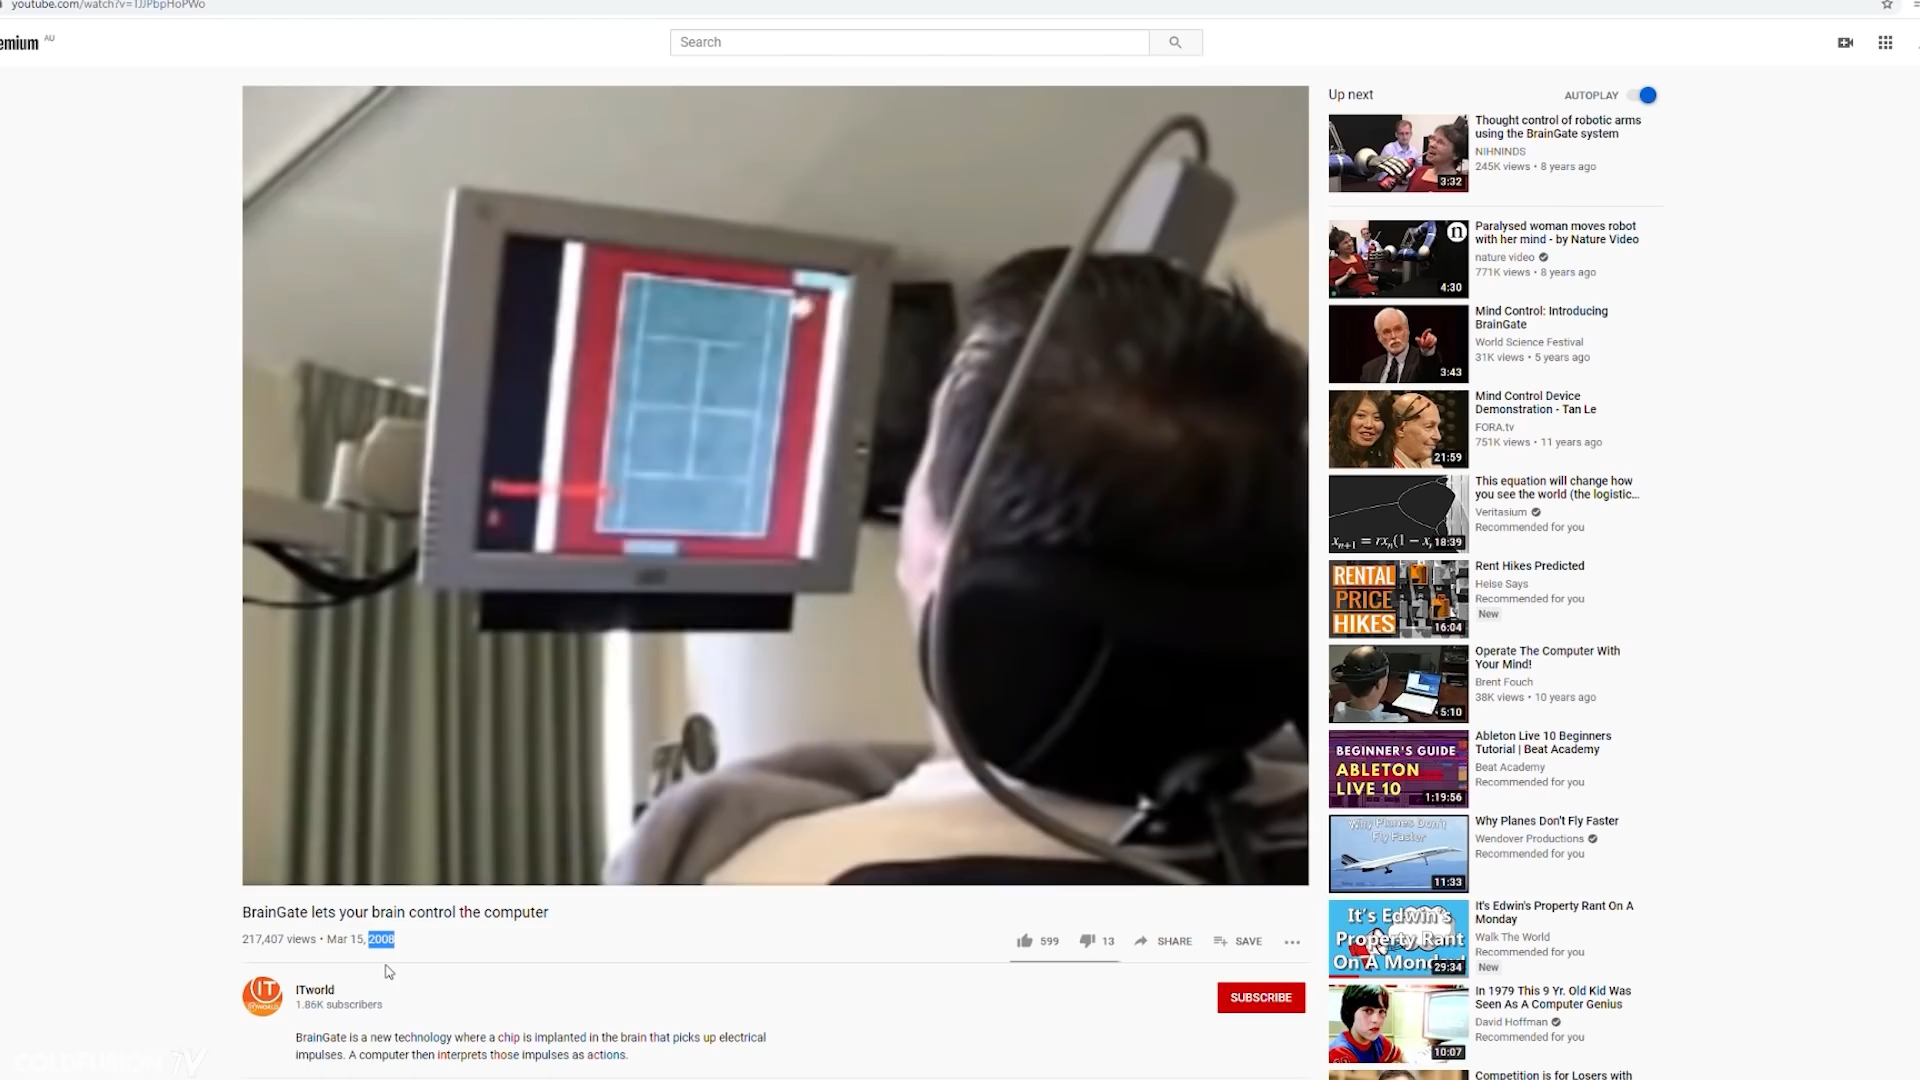 youtube.com/watch?v=TJJPbpHoPWo
emium AU
Search
Up next
AUTOPLAY
Thought control of robotic arms
using the BrainGate system
NIHNINDS
245K views • 8 years ago
3:32
Paralysed woman moves robot
with her mind - by Nature Video
nature video
771K views • 8 years ago
n
4:30
Mind Control: Introducing
BrainGate
World Science Festival
31K views • 5 years ago
3:43
Mind Control Device
Demonstration - Tan Le
FORA.tv
751K views • 11 years ago
21:59
This equation will change how
you see the world (the logistic...
Veritasium
Recommended for you
18:39
Rent Hikes Predicted
Heise Says
Recommended for you
New
RENTAL
PRICE
HIKES
16:04
Operate The Computer With
Your Mind!
Brent Fouch
38K views • 10 years ago
5:10
Ableton Live 10 Beginners
Tutorial | Beat Academy
Beat Academy
Recommended for you
BEGINNER'S GUIDE
ABLETON
LIVE 10
1:19:56
Why Planes Don't Fly Faster
Wendover Productions
Recommended for you
Why Planes Don't
Fly Faster
11:33
It's Edwin's Property Rant On A
Monday
Walk The World
Recommended for you
New
It's Edwin's
Property Rant
On A Monday!
29:34
In 1979 This 9 Yr. Old Kid Was
Seen As A Computer Genius
David Hoffman
Recommended for you
10:07
Competition is for Losers with
BrainGate lets your brain control the computer
217,407 views • Mar 15, 2008
599
13
SHARE
SAVE
IT
ITworld
1.86K subscribers
SUBSCRIBE
BrainGate is a new technology where a chip is implanted in the brain that picks up electrical
impulses. A computer then interprets those impulses as actions.
COLDFUSION TV